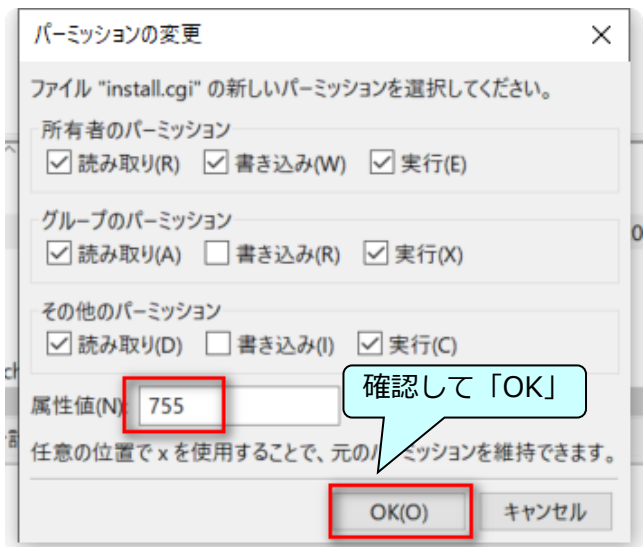 パーミッションの変更
ファイル "install.cgi" の新しいパーミッションを選択してください。
所有者のパーミッション
読み取り(R) 書き込み(W) 実行(E)
グループのパーミッション
読み取り(A) 書き込み(R) 実行(X)
その他のパーミッション
読み取り(D) 書き込み(I) 実行(C)
確認して「OK」
属性値(N): 755
任意の位置で x を使用することで、元のパーミッションを維持できます。
OK(O) キャンセル